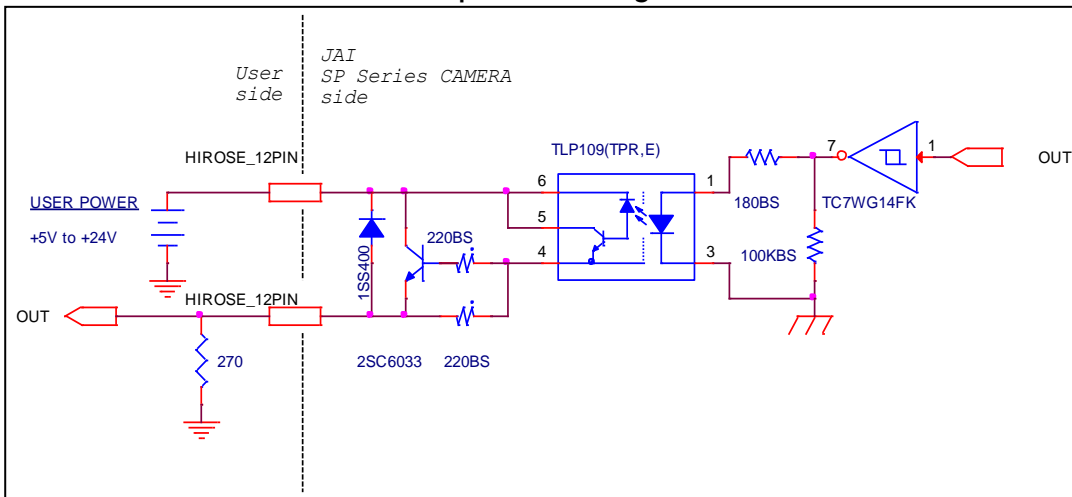 JAI
User SP Series CAMERA
side side
HIROSE_12PIN
TLP109(TPR,E)
7 1
OUT
USER POWER
+5V to +24V
6
5
4
1
3
180BS
TC7WG14FK
220BS
1SS400
100KBS
HIROSE_12PIN
OUT
270
2SC6033
220BS